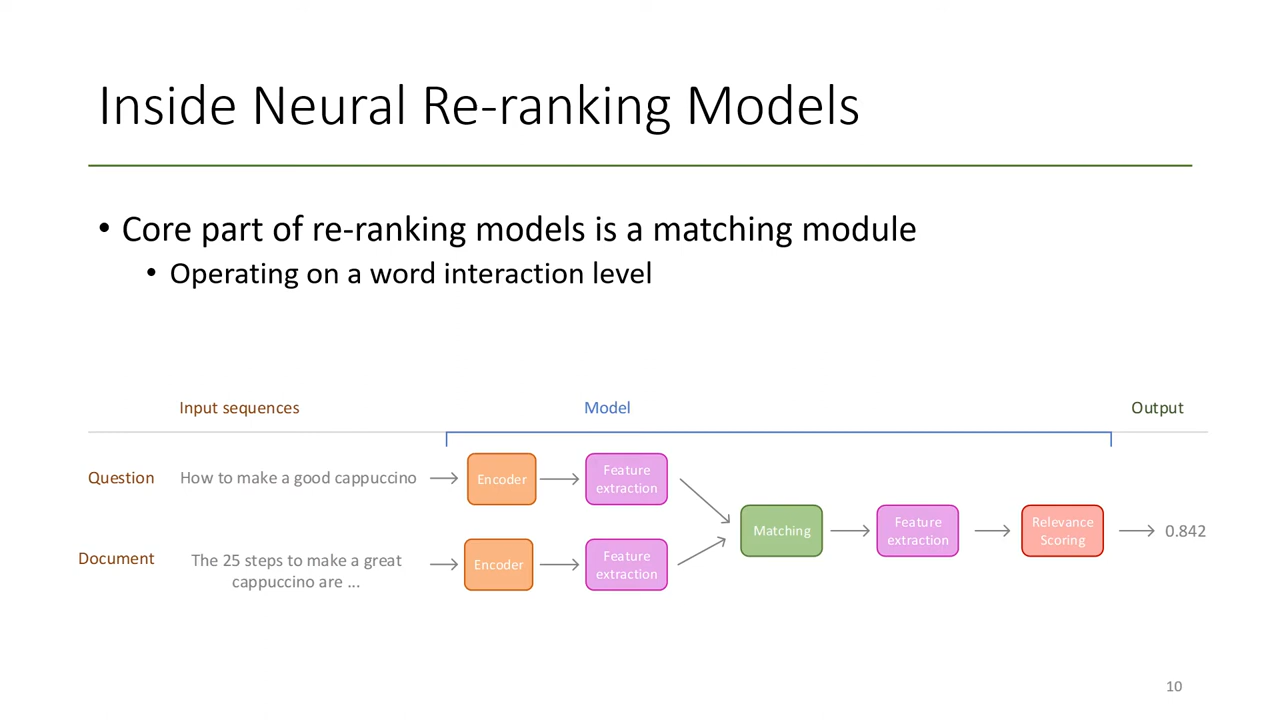 Inside Neural Re-ranking Models
• Core part of re-ranking models is a matching module
• Operating on a word interaction level
Input sequences
Model
Output
Question
How to make a good cappuccino
Encoder
Feature
extraction
Matching
Feature
extraction
Relevance
Scoring
0.842
Document
The 25 steps to make a great
cappuccino are ...
Encoder
Feature
extraction
10